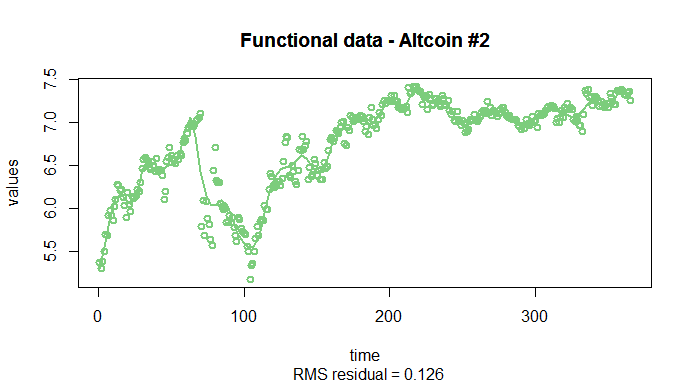 Functional data - Altcoin #2
values
7.5
7.0
6.5
6.0
5.5
0 100 200 300
time
RMS residual = 0.126